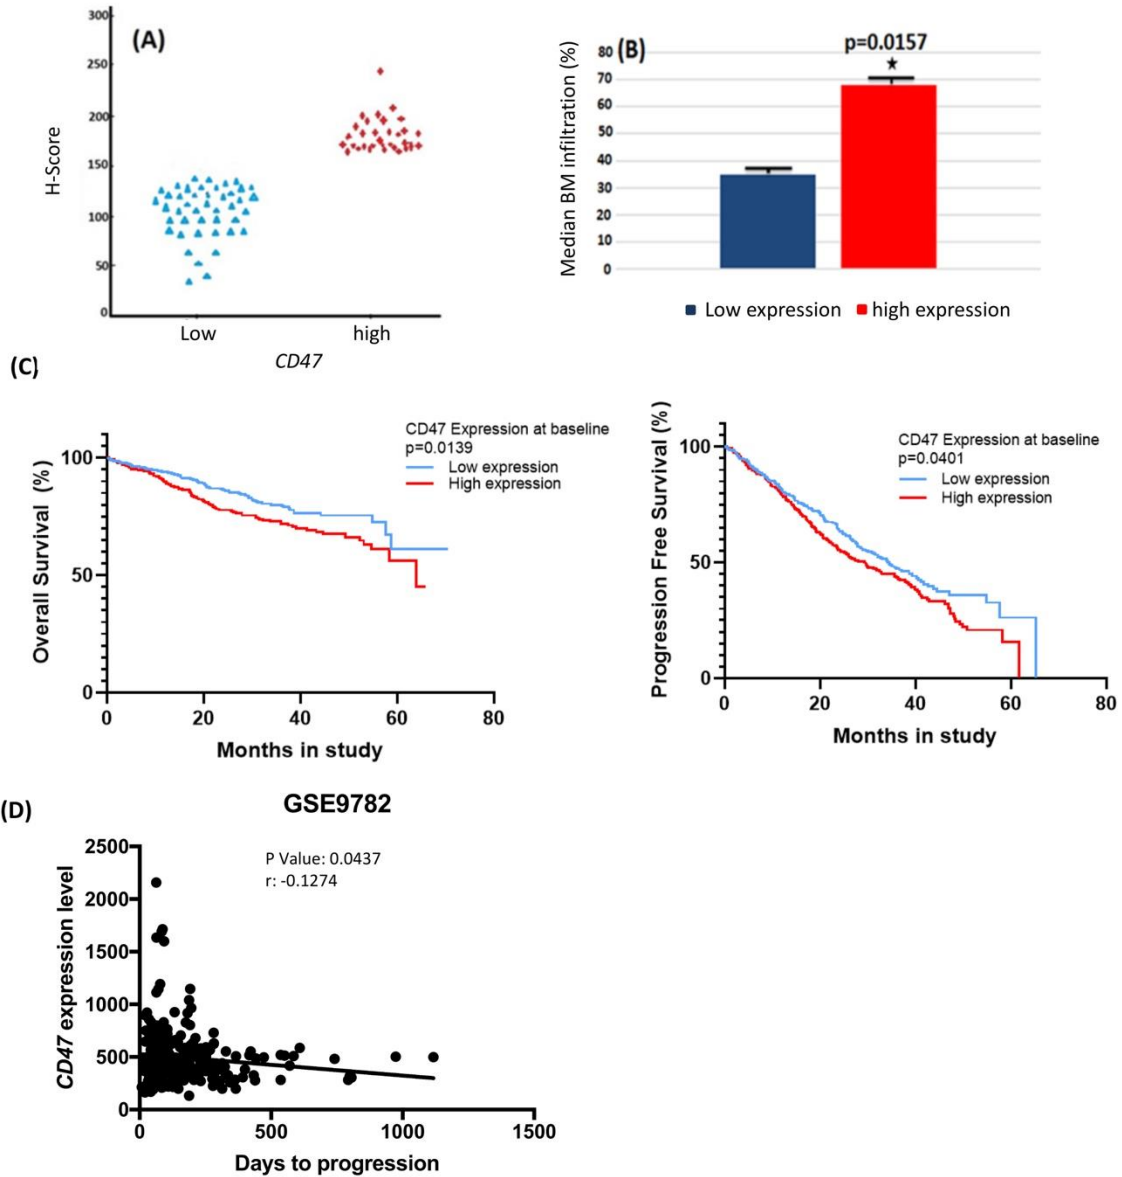 (A)
300
250
200
150
100
50
0
H-Score
Low
high
CD47
(B)
p=0.0157
★
80
70
60
50
40
30
20
10
0
Median BM infiltration (%)
Low expression
high expression
(C)
CD47 Expression at baseline
p=0.0139
Low expression
High expression
100
50
0
Overall Survival (%)
0 20 40 60 80
Months in study
CD47 Expression at baseline
p=0.0401
Low expression
High expression
100
50
0
Progression Free Survival (%)
0 20 40 60 80
Months in study
(D)
GSE9782
P Value: 0.0437
r: -0.1274
2500
2000
1500
1000
500
0
CD47 expression level
0 500 1000 1500
Days to progression